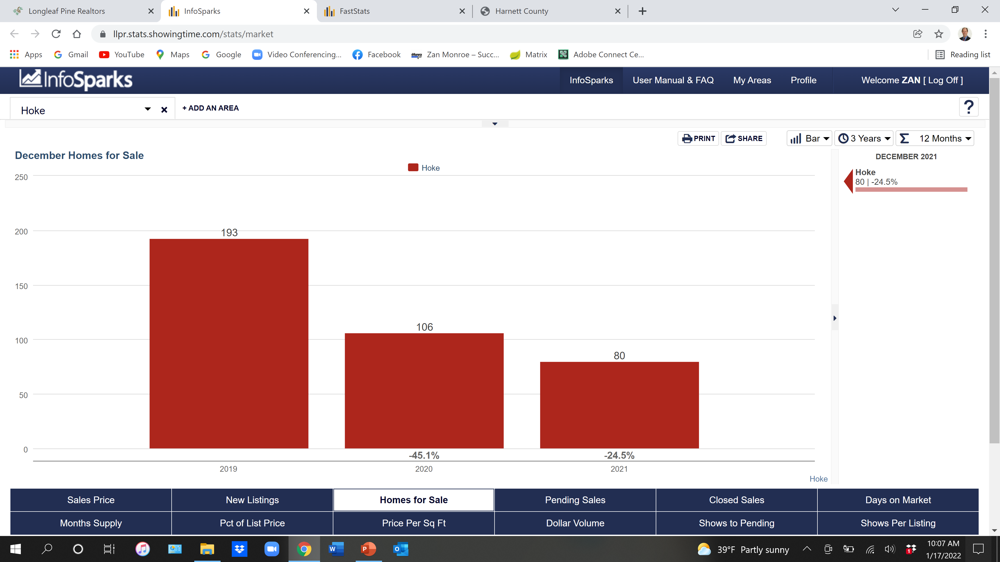 Longleaf Pine Realtors
InfoSparks
FastStats
Harnett County
llpr.stats.showingtime.com/stats/market
Apps
Gmail
YouTube
Maps
Google
Video Conferencing...
Facebook
Zan Monroe – Succ...
Matrix
Adobe Connect Ce...
Reading list
InfoSparks
InfoSparks
User Manual & FAQ
My Areas
Profile
Welcome ZAN [ Log Off ]
Hoke
+ ADD AN AREA
?
PRINT
SHARE
Bar
3 Years
12 Months
December Homes for Sale
DECEMBER 2021
Hoke
Hoke
80 | -24.5%
250
200
150
100
50
0
193
106
80
-45.1%
-24.5%
2019
2020
2021
Hoke
Sales Price
New Listings
Homes for Sale
Pending Sales
Closed Sales
Days on Market
Months Supply
Pct of List Price
Price Per Sq Ft
Dollar Volume
Shows to Pending
Shows Per Listing
39°F Partly sunny
10:07 AM
1/17/2022